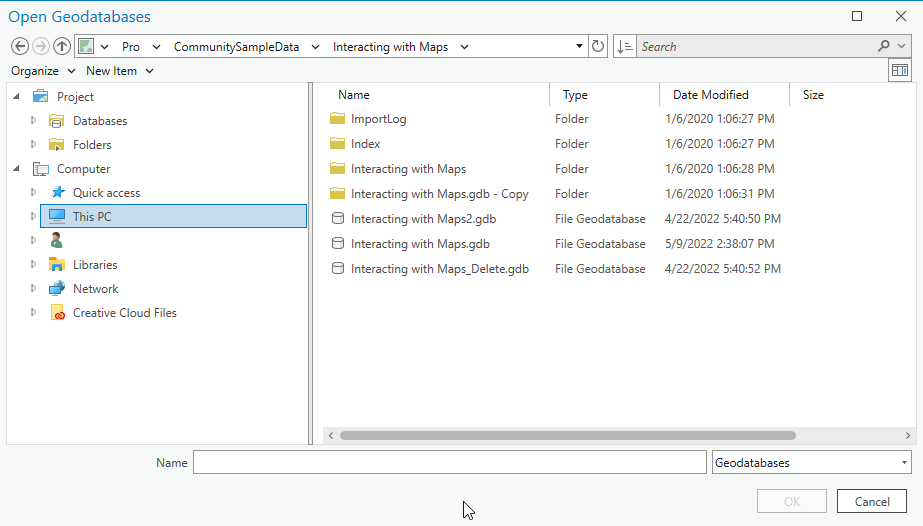 Open Geodatabases
Pro CommunitySampleData Interacting with Maps Search
Organize New Item
Project
Databases
Folders
Computer
Quick access
This PC
Libraries
Network
Creative Cloud Files
Name Type Date Modified Size
ImportLog Folder 1/6/2020 1:06:27 PM
Index Folder 1/6/2020 1:06:27 PM
Interacting with Maps Folder 1/6/2020 1:06:28 PM
Interacting with Maps.gdb - Copy Folder 1/6/2020 1:06:31 PM
Interacting with Maps2.gdb File Geodatabase 4/22/2022 5:40:50 PM
Interacting with Maps.gdb File Geodatabase 5/9/2022 2:38:07 PM
Interacting with Maps_Delete.gdb File Geodatabase 4/22/2022 5:40:52 PM
Name Geodatabases
OK Cancel